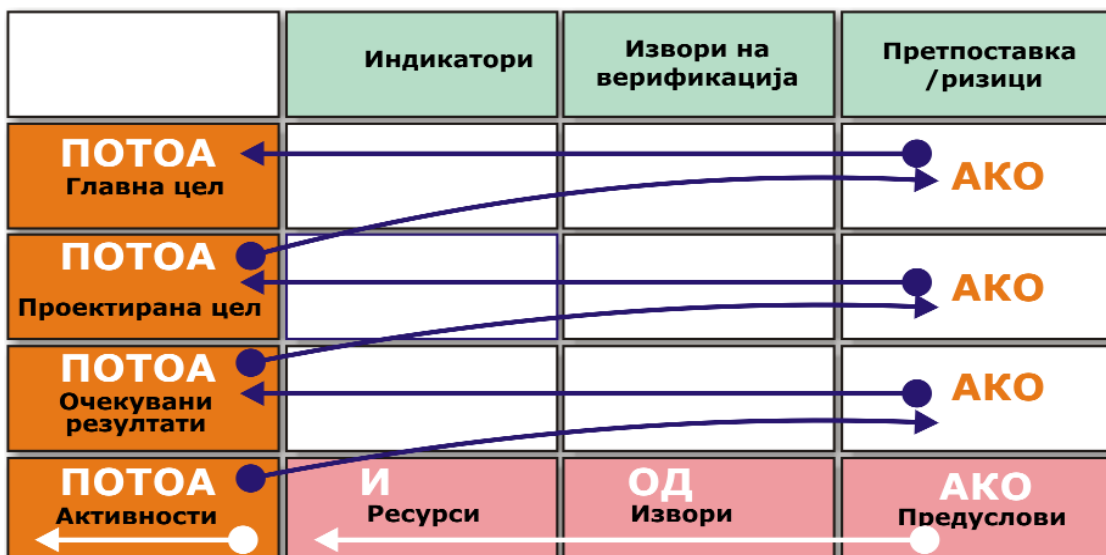 Индикатори
Извори на
верификација
Претпоставка
/ризици
ПОТОА
Главна цел
АКО
ПОТОА
Проектирана цел
АКО
ПОТОА
Очекувани
резултати
АКО
ПОТОА
Активности
И
Ресурси
ОД
Извори
АКО
Предуслови